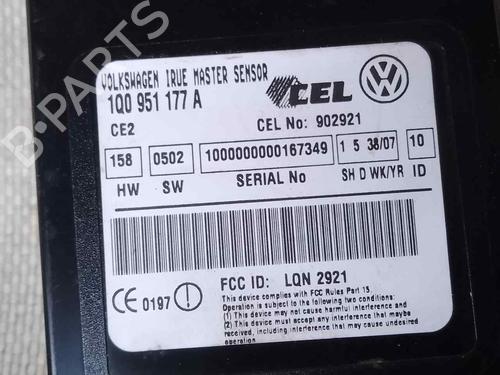 B-PARTS
VOLKSWAGEN IRUE MASTER SENSOR
1Q0 951 177 A
CEL
CE2
CEL No: 902921
158 0502 1000000000167349 1 5 38/07 10
HW SW SERIAL No SH D WK/YR ID
FCC ID: LQN 2921
CE 0197
This device complies with FCC Rules Part 15.
Operation is subject to the following two conditions:
(1) This device may not cause harmful interference and
(2) This device must accept any interference that may be
received, including interference that may cause undesired
operation.